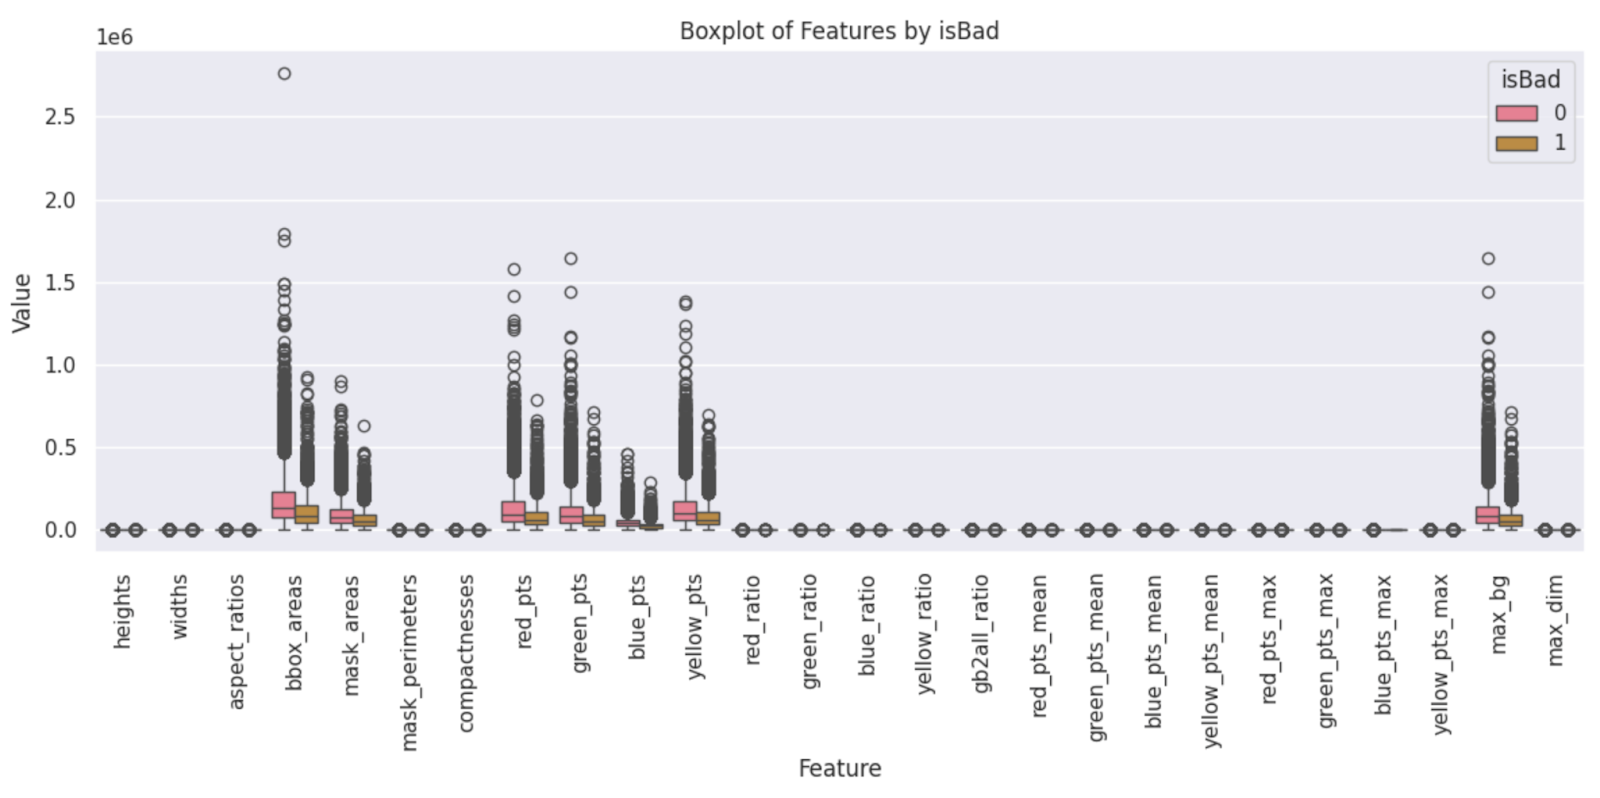 Boxplot of Features by isBad
1e6
isBad
0
1
2.5
2.0
1.5
1.0
0.5
0.0
Value
heights
widths
aspect_ratios
bbox_areas
mask_areas
mask_perimeters
compactnesses
red_pts
green_pts
blue_pts
yellow_pts
red_ratio
green_ratio
blue_ratio
yellow_ratio
gb2all_ratio
red_pts_mean
green_pts_mean
blue_pts_mean
yellow_pts_mean
red_pts_max
green_pts_max
blue_pts_max
yellow_pts_max
max_bg
max_dim
Feature